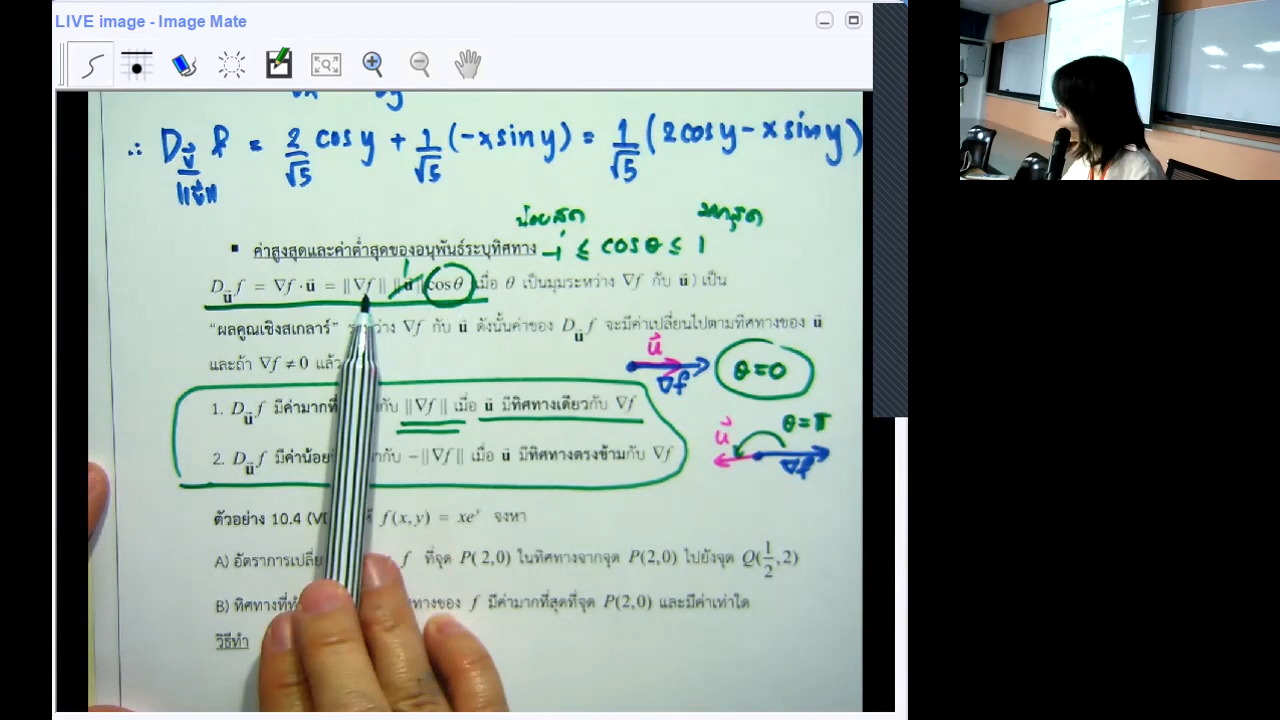 LIVE image - Image Mate
∴ D f = 2/√5 cos y + 1/√5 (-x sin y) = 1/√5 (2cos y - x sin y)
น้อยสุด มากสุด
▪ ค่าสูงสุดและค่าต่ำสุดของอนุพันธ์ระบุทิศทาง -1 ≤ cos θ ≤ 1
1
D_ū f = ∇f · ū = ||∇f || ||ū|| cosθ เมื่อ θ เป็นมุมระหว่าง ∇f กับ ū ) เป็น
"ผลคูณเชิงสเกลาร์" ∇f กับ ū ดังนั้นค่าของ D_ū f จะมีค่าเปลี่ยนไปตามทิศทางของ ū
และถ้า ∇f ≠ 0 แล้ว
ū ∇f θ = 0
1. D_ū f มีค่ามากที่ กับ || ∇f || เมื่อ ū มีทิศทางเดียวกับ ∇f
ū θ = π ∇f
2. D_ū f มีค่าน้อย กับ − || ∇f || เมื่อ ū มีทิศทางตรงข้ามกับ ∇f
ตัวอย่าง 10.4 f(x, y) = xe^y จงหา
A) อัตราการเปลี่ย f ที่จุด P( 2,0) ในทิศทางจากจุด P(2,0) ไปยังจุด Q(1/2, 2)
B) ทิศทางที่ทำ ทางของ f มีค่ามากที่สุดที่จุด P(2,0) และมีค่าเท่าใด
วิธีทำ